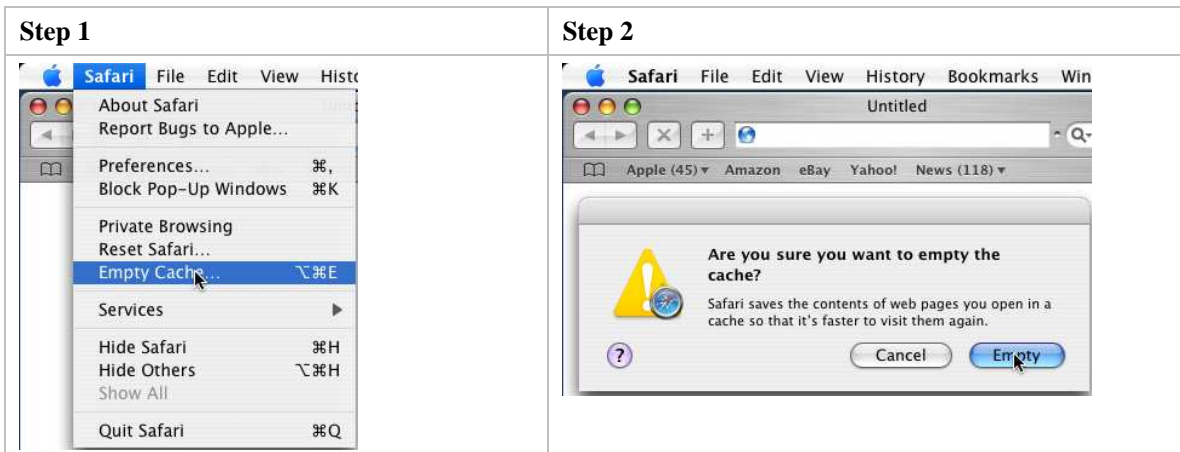 Step 1
Safari File Edit View Histo
About Safari
Report Bugs to Apple...
Preferences... ⌘,
Block Pop-Up Windows ⌘K
Private Browsing
Reset Safari...
Empty Cache... ⌥⌘E
Services ▶
Hide Safari ⌘H
Hide Others ⌥⌘H
Show All
Quit Safari ⌘Q
Step 2
Safari File Edit View History Bookmarks Win
Untitled
Apple (45) ▾ Amazon eBay Yahoo! News (118) ▾
Are you sure you want to empty the
cache?
Safari saves the contents of web pages you open in a
cache so that it's faster to visit them again.
? Cancel Empty